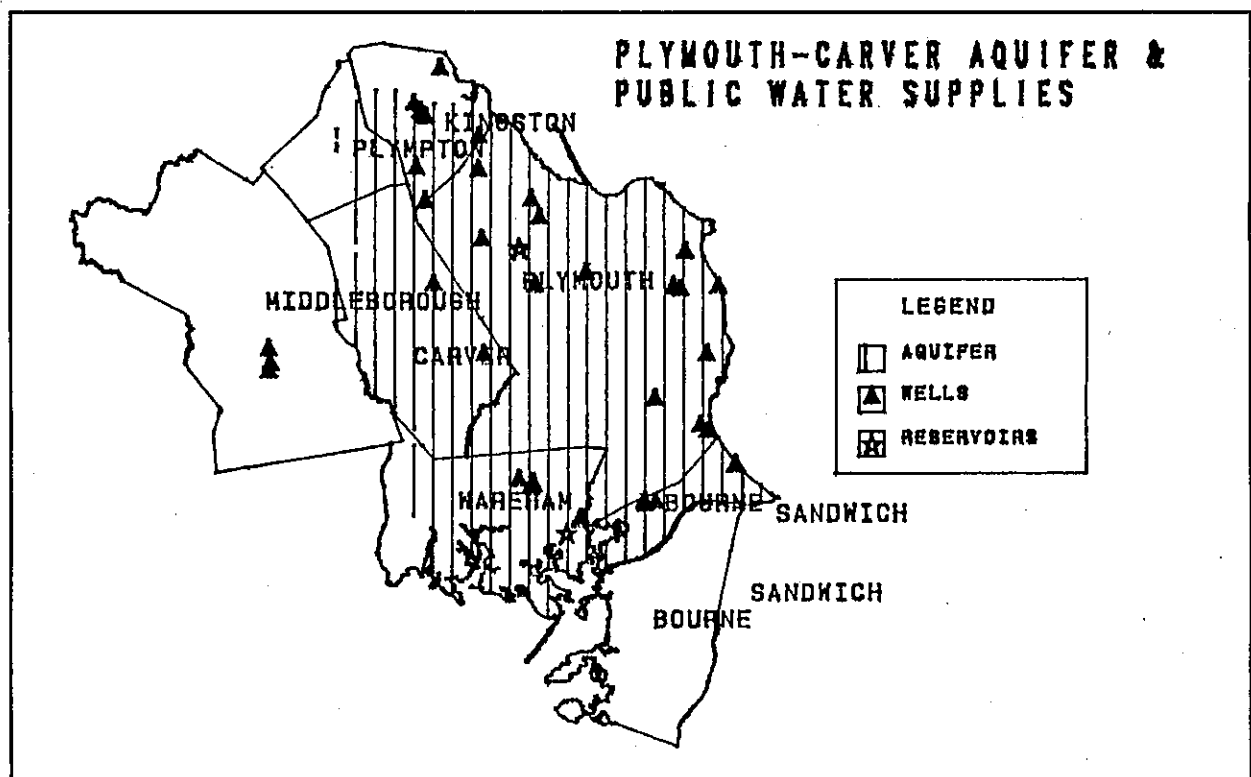 PLYMOUTH-CARVER AQUIFER &
PUBLIC WATER SUPPLIES
KINGSTON
PLYMPTON
PLYMOUTH
MIDDLEBOROUGH
CARVER
LEGEND
AQUIFER
WELLS
RESERVOIRS
WAREHAM
BOURNE
SANDWICH
SANDWICH
BOURNE